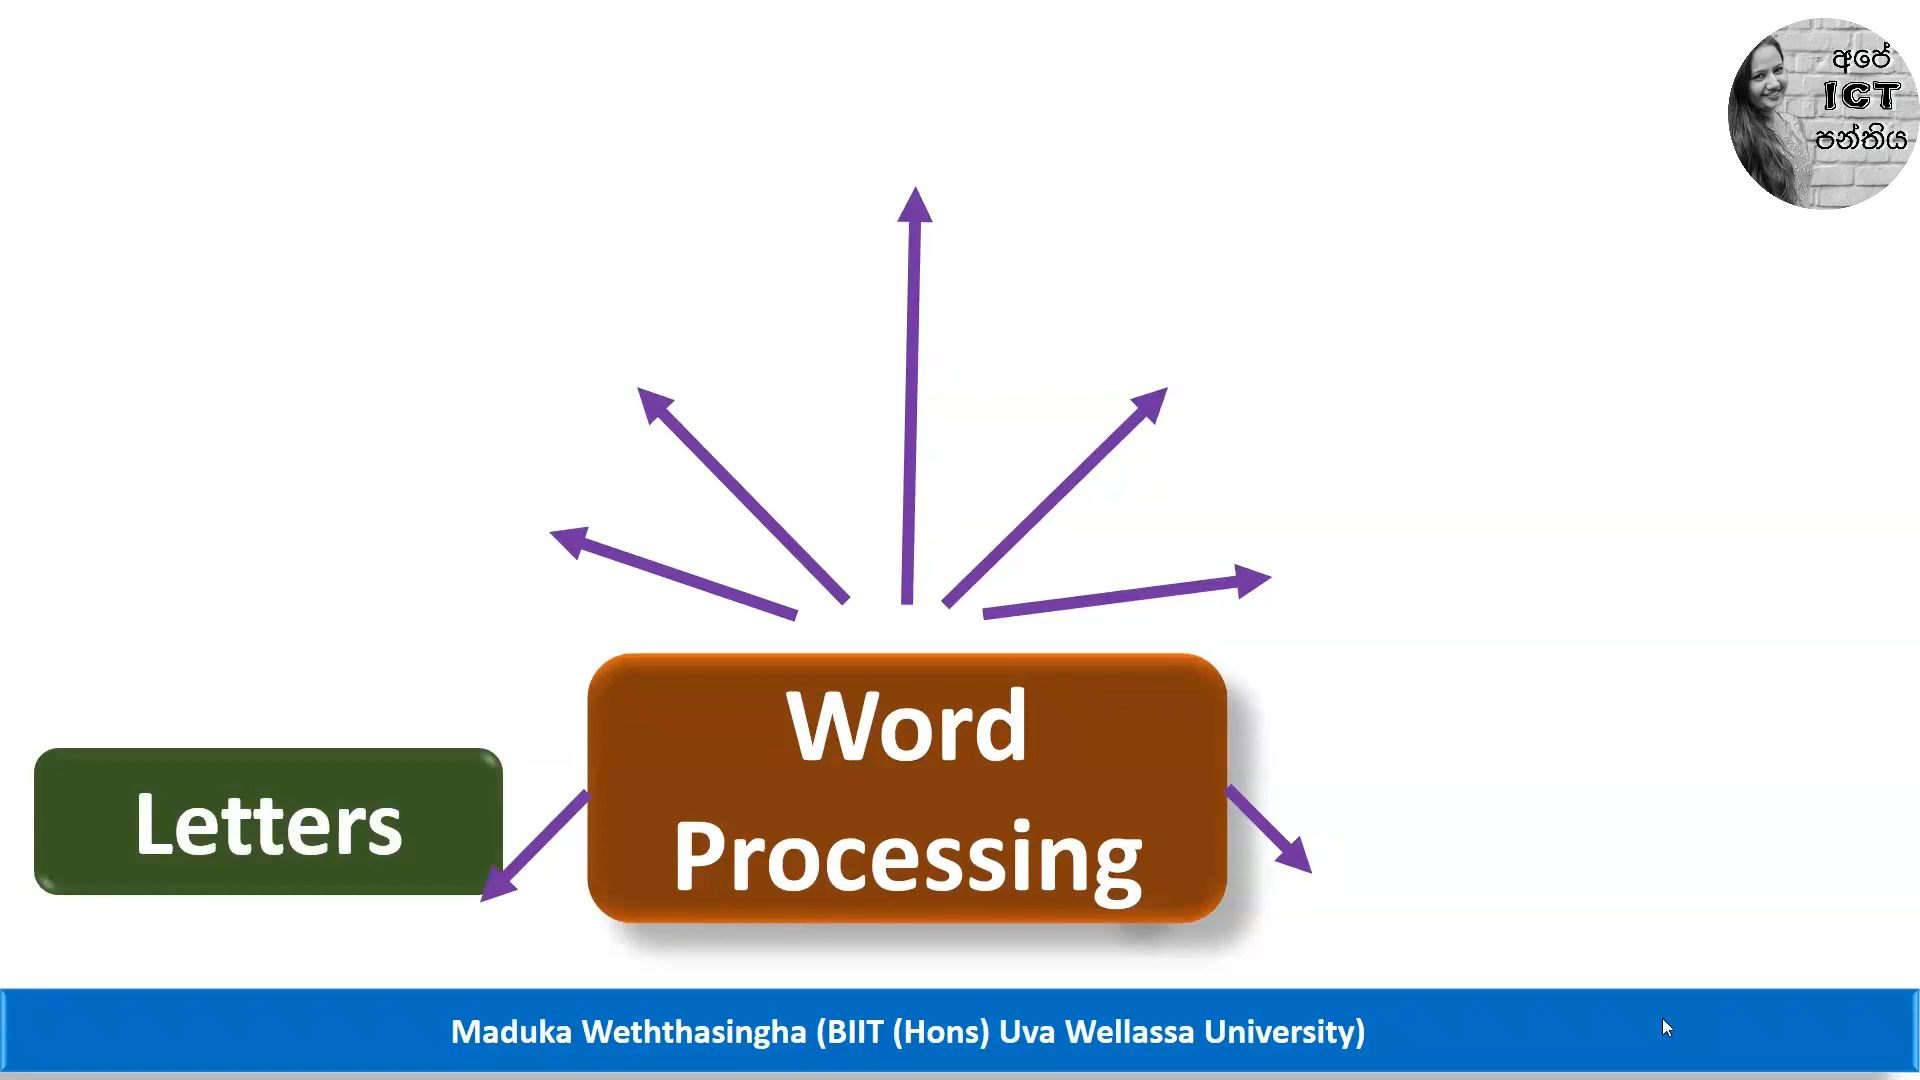 අපේ
ICT
පන්තිය
Word
Processing
Letters
Maduka Weththasingha (BIIT (Hons) Uva Wellassa University)